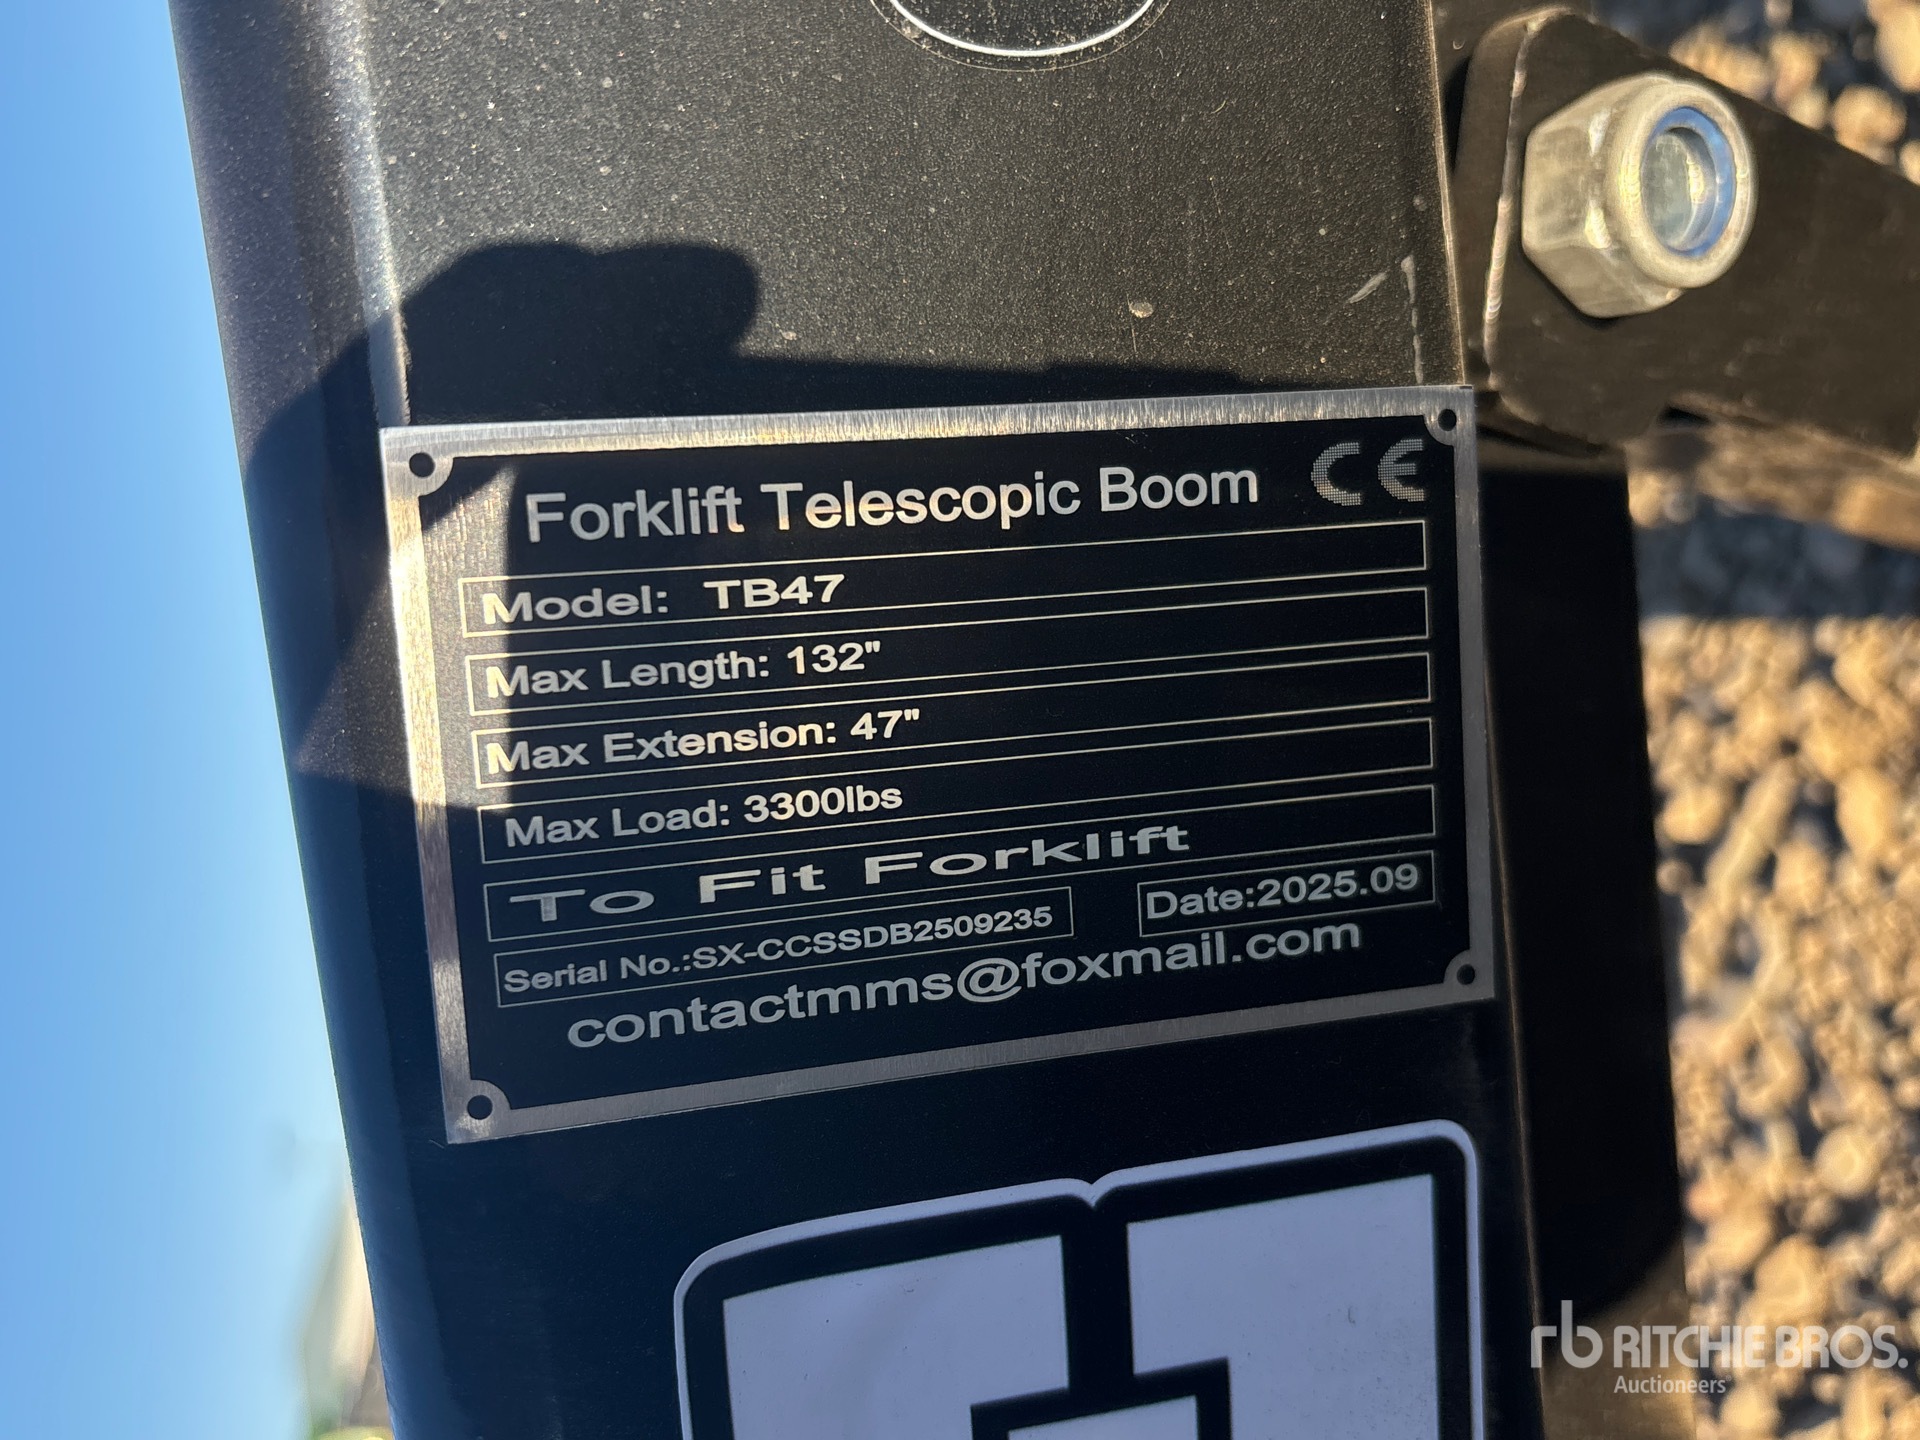 Forklift Telescopic Boom CE
Model: TB47
Max Length: 132"
Max Extension: 47"
Max Load: 3300lbs
To Fit Forklift
Serial No.:SX-CCSSDB2509235 Date:2025.09
contactmms@foxmail.com
rb RITCHIE BROS.
Auctioneers